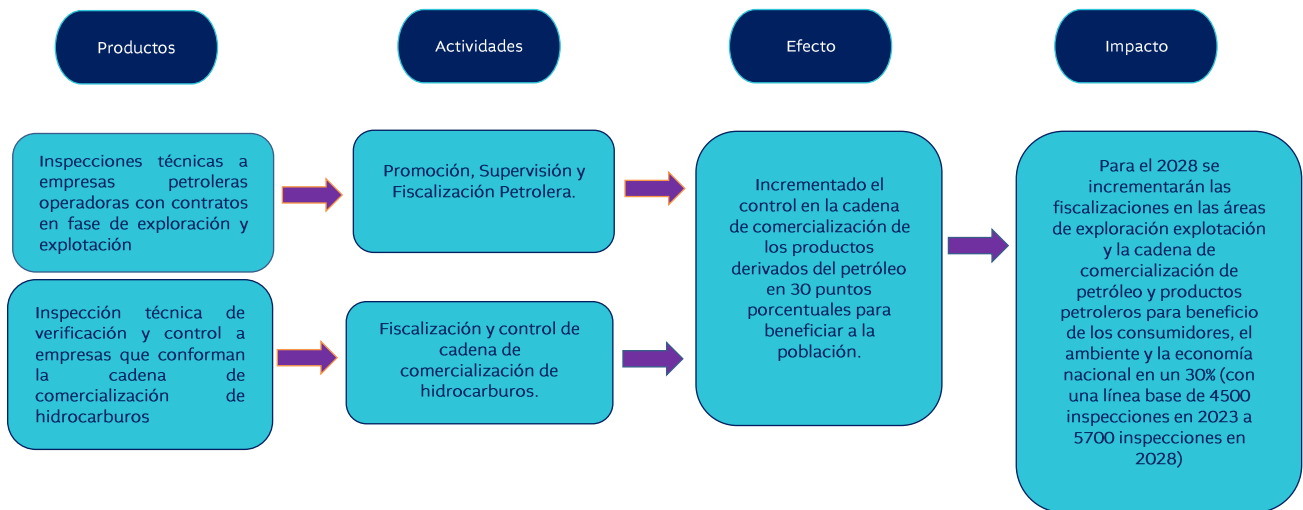 Productos
Actividades
Efecto
Impacto
Inspecciones técnicas a
empresas petroleras
operadoras con contratos
en fase de exploración y
explotación
Promoción, Supervisión y
Fiscalización Petrolera.
Inspección técnica de
verificación y control a
empresas que conforman
la cadena de
comercialización de
hidrocarburos
Fiscalización y control de
cadena de
comercialización de
hidrocarburos.
Incrementado el
control en la cadena
de comercialización de
los productos
derivados del petróleo
en 30 puntos
porcentuales para
beneficiar a la
población.
Para el 2028 se
incrementarán las
fiscalizaciones en las áreas
de exploración explotación
y la cadena de
comercialización de
petróleo y productos
petroleros para beneficio
de los consumidores, el
ambiente y la economía
nacional en un 30% (con
una línea base de 4500
inspecciones en 2023 a
5700 inspecciones en
2028)